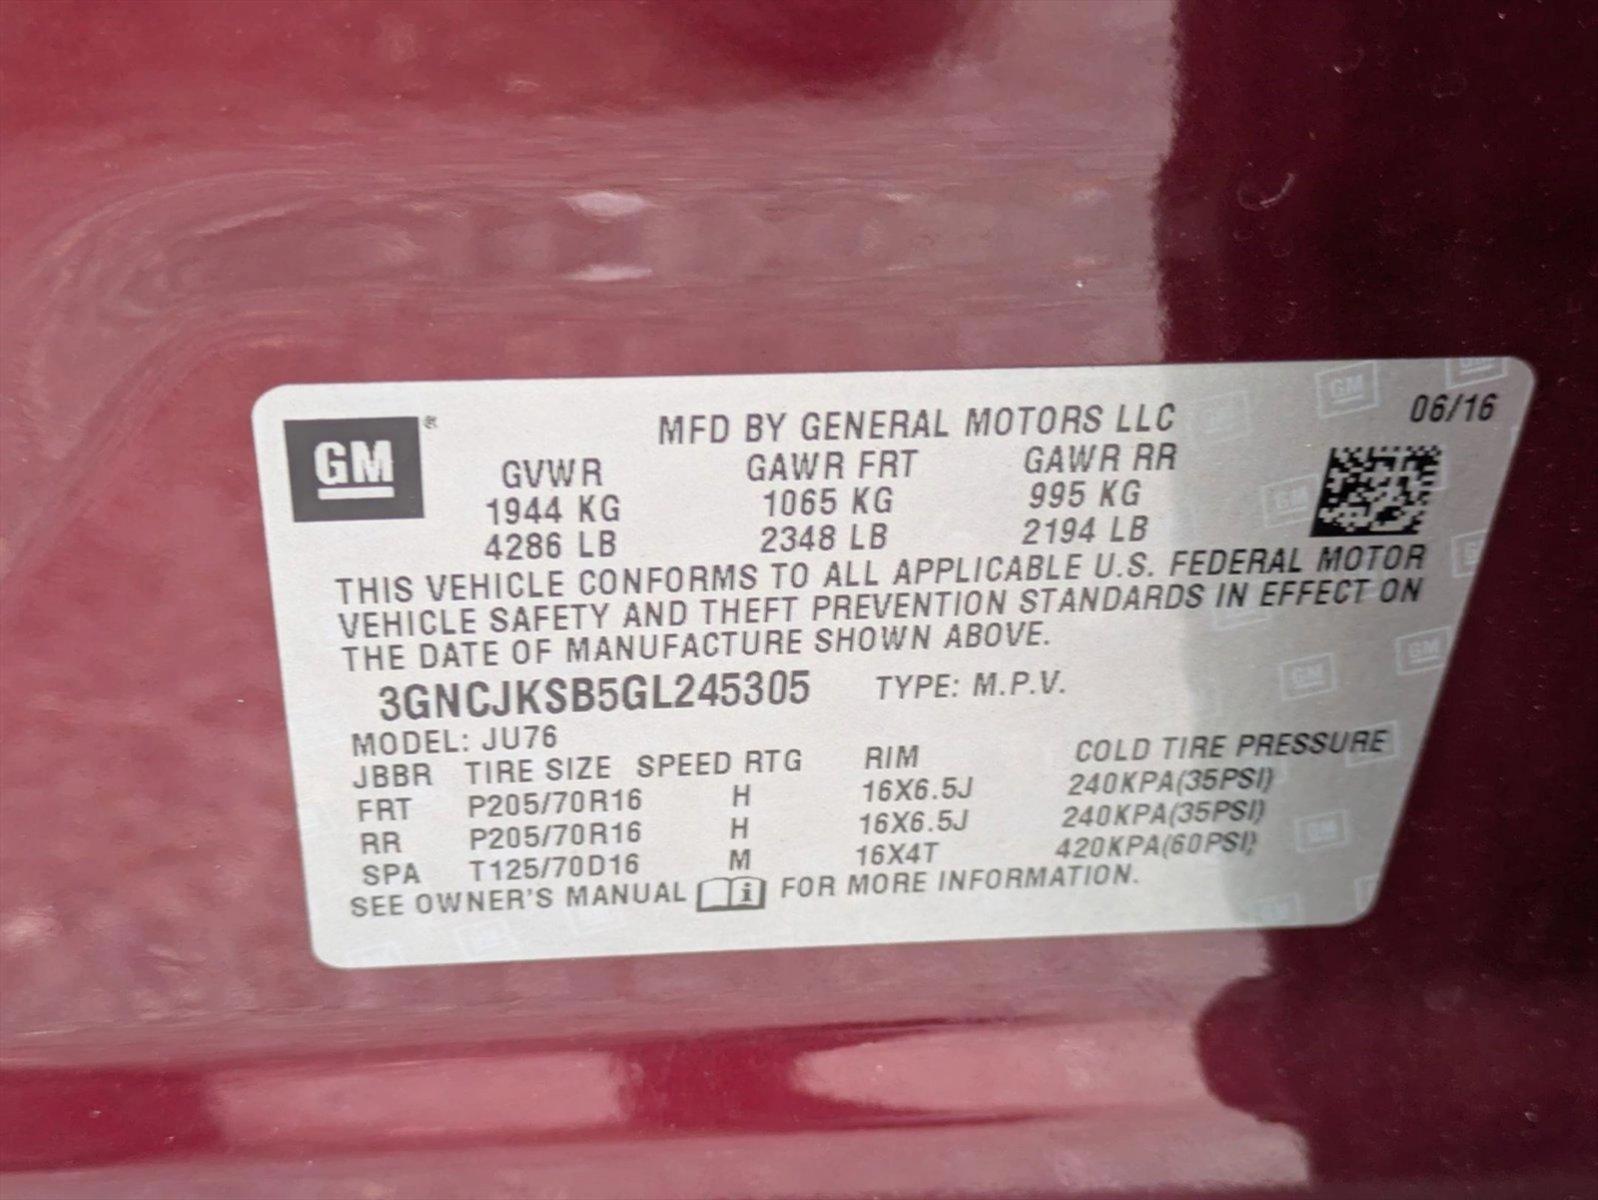 GM ®
MFD BY GENERAL MOTORS LLC 06/16
GVWR GAWR FRT GAWR RR
1944 KG 1065 KG 995 KG
4286 LB 2348 LB 2194 LB
THIS VEHICLE CONFORMS TO ALL APPLICABLE U.S. FEDERAL MOTOR
VEHICLE SAFETY AND THEFT PREVENTION STANDARDS IN EFFECT ON
THE DATE OF MANUFACTURE SHOWN ABOVE.
3GNCJKSB5GL245305 TYPE: M.P.V.
MODEL: JU76
JBBR TIRE SIZE SPEED RTG RIM COLD TIRE PRESSURE
FRT P205/70R16 H 16X6.5J 240KPA(35PSI)
RR P205/70R16 H 16X6.5J 240KPA(35PSI)
SPA T125/70D16 M 16X4T 420KPA(60PSI)
SEE OWNER'S MANUAL i FOR MORE INFORMATION.